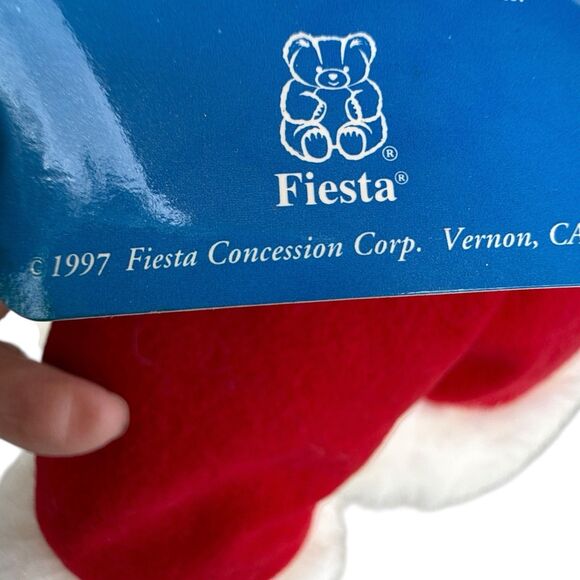 ®
Fiesta®
© 1997 Fiesta Concession Corp. Vernon, CA